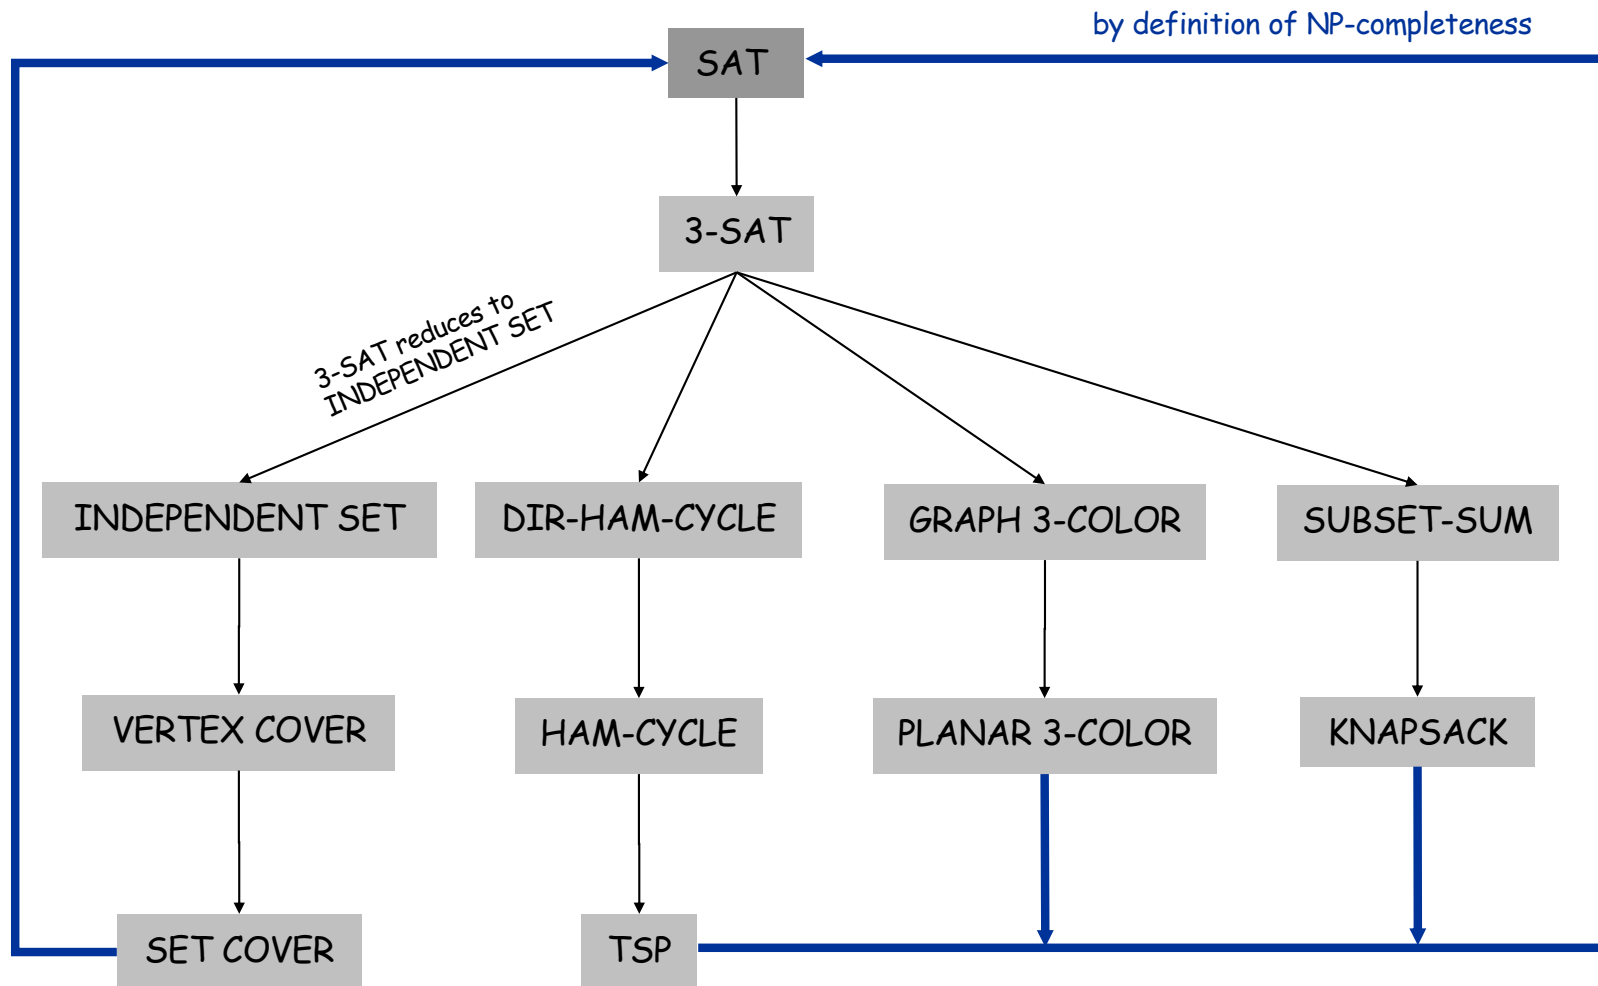 by definition of NP-completeness
SAT
3-SAT
3-SAT reduces to
INDEPENDENT SET
INDEPENDENT SET
DIR-HAM-CYCLE
GRAPH 3-COLOR
SUBSET-SUM
VERTEX COVER
HAM-CYCLE
PLANAR 3-COLOR
KNAPSACK
SET COVER
TSP